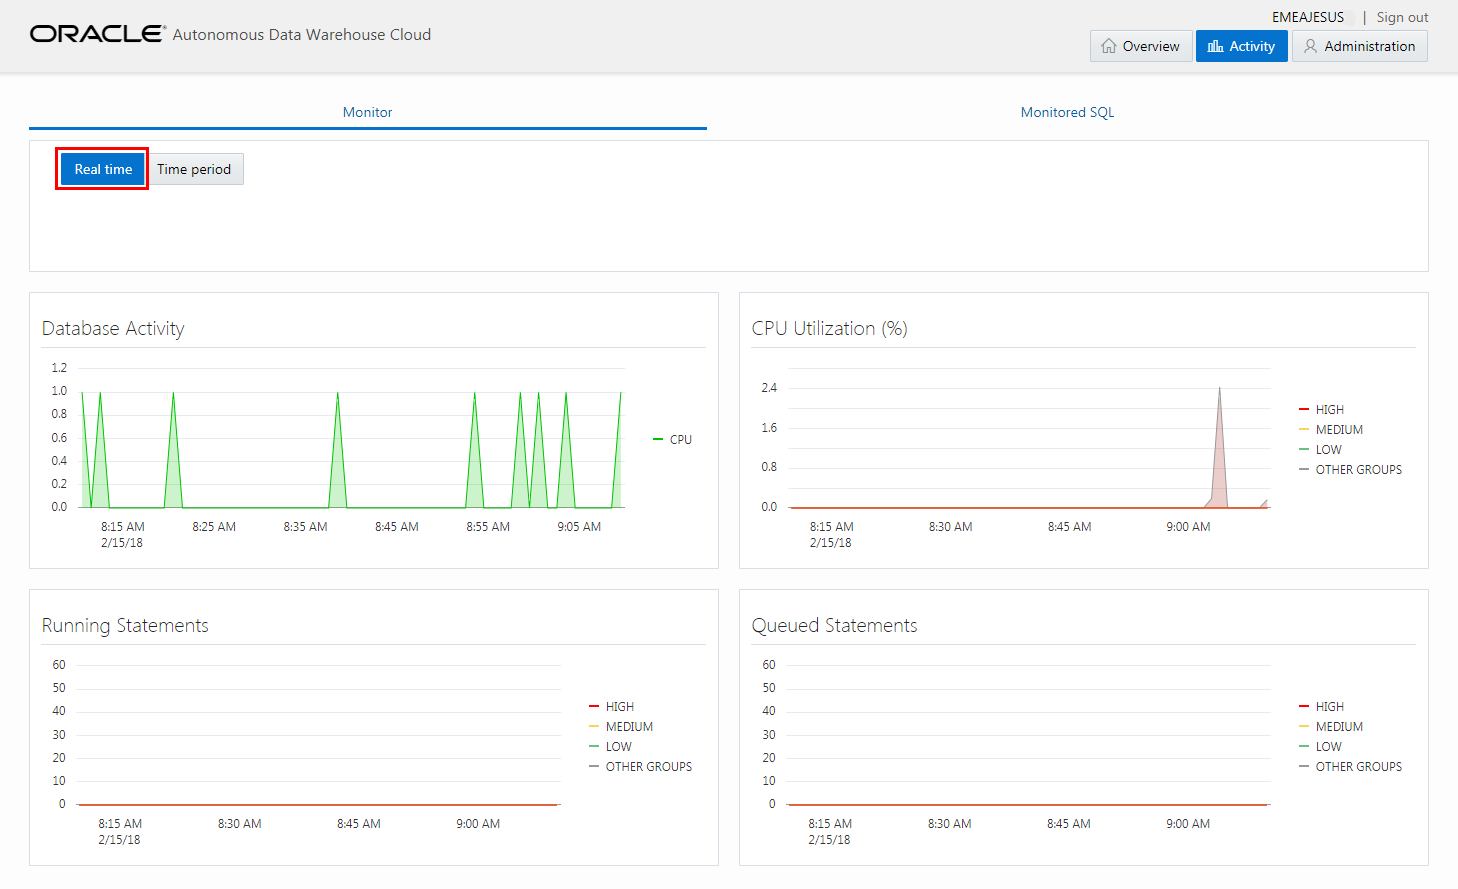 EMEAJESUS | Sign out
ORACLE® Autonomous Data Warehouse Cloud
Overview Activity Administration
Monitor Monitored SQL
Real time Time period
Database Activity
1.2
1.0
0.8
0.6
0.4
0.2
0.0
8:15 AM 8:25 AM 8:35 AM 8:45 AM 8:55 AM 9:05 AM
2/15/18
CPU
CPU Utilization (%)
2.4
1.6
0.8
0.0
8:15 AM 8:30 AM 8:45 AM 9:00 AM
2/15/18
HIGH
MEDIUM
LOW
OTHER GROUPS
Running Statements
60
50
40
30
20
10
0
8:15 AM 8:30 AM 8:45 AM 9:00 AM
2/15/18
HIGH
MEDIUM
LOW
OTHER GROUPS
Queued Statements
60
50
40
30
20
10
0
8:15 AM 8:30 AM 8:45 AM 9:00 AM
2/15/18
HIGH
MEDIUM
LOW
OTHER GROUPS